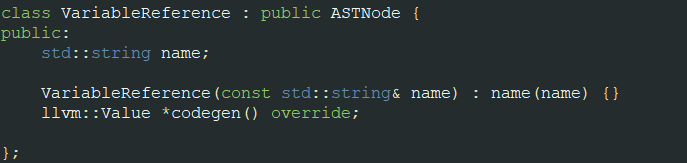 class VariableReference : public ASTNode {
public:
    std::string name;

    VariableReference(const std::string& name) : name(name) {}
    llvm::Value *codegen() override;

};